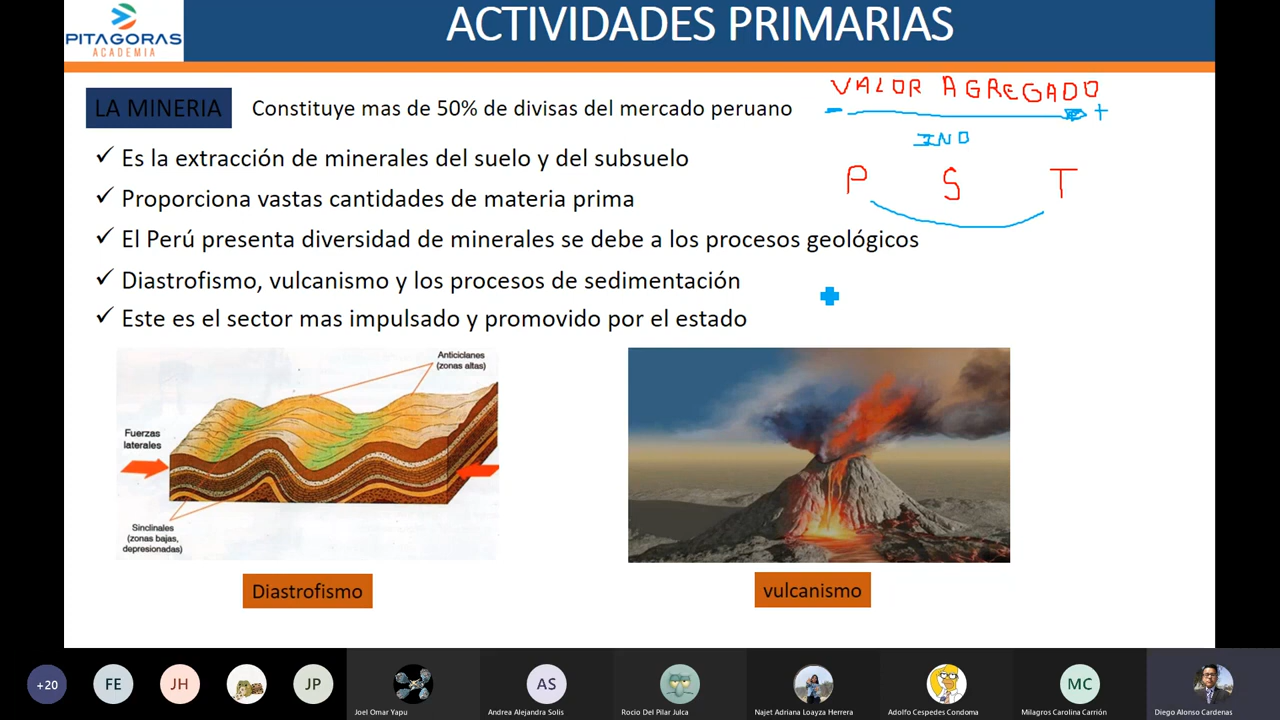 PITAGORAS
ACADEMIA
ACTIVIDADES PRIMARIAS
LA MINERIA
Constituye mas de 50% de divisas del mercado peruano
VALOR AGREGADO
- +
IND
P S T
✓ Es la extracción de minerales del suelo y del subsuelo
✓ Proporciona vastas cantidades de materia prima
✓ El Perú presenta diversidad de minerales se debe a los procesos geológicos
✓ Diastrofismo, vulcanismo y los procesos de sedimentación
✓ Este es el sector mas impulsado y promovido por el estado
Anticiclanes
(zonas altas)
Fuerzas
laterales
Sinclinales
(zonas bajas,
depresionadas)
Diastrofismo
vulcanismo
+20
FE
JH
JP
Joel Omar Yapu
AS
Andrea Alejandra Solis
Rocio Del Pilar Julca
Najet Adriana Loayza Herrera
Adolfo Cespedes Condoma
MC
Milagros Carolina Carrión
Diego Alonso Cardenas